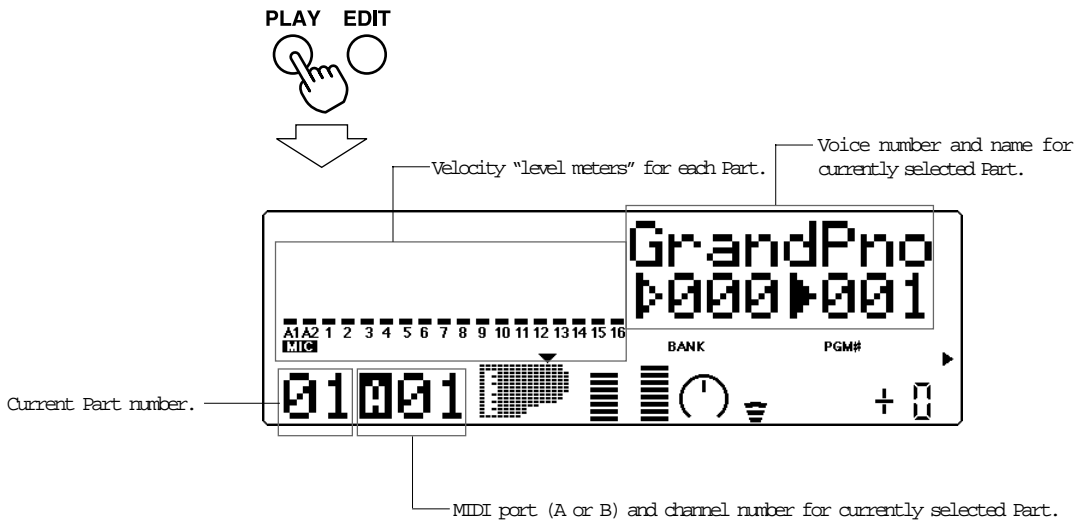 PLAY EDIT
Voice number and name for
currently selected Part.
Velocity “level meters” for each Part.
GrandPno
000 001
A1 A2 1 2 3 4 5 6 7 8 9 10 11 12 13 14 15 16
MIC
BANK PGM#
Current Part number.
01 A01
+ 0
MIDI port (A or B) and channel number for currently selected Part.